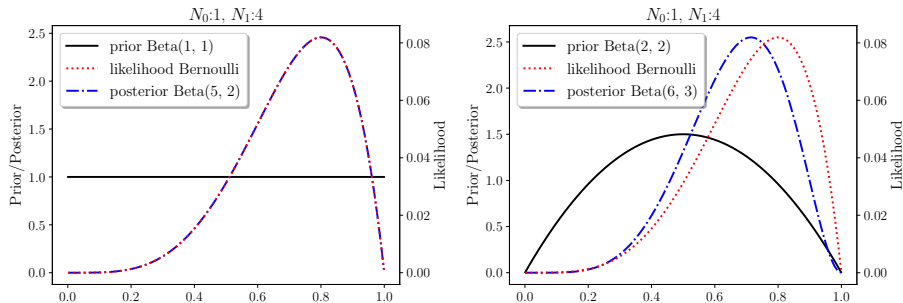 N₀:1, N₁:4
prior Beta(1, 1)
likelihood Bernoulli
posterior Beta(5, 2)
Prior/Posterior
2.5
2.0
1.5
1.0
0.5
0.0
0.0 0.2 0.4 0.6 0.8 1.0
0.08
0.06
0.04
0.02
0.00
Likelihood
N₀:1, N₁:4
prior Beta(2, 2)
likelihood Bernoulli
posterior Beta(6, 3)
Prior/Posterior
2.5
2.0
1.5
1.0
0.5
0.0
0.0 0.2 0.4 0.6 0.8 1.0
0.08
0.06
0.04
0.02
0.00
Likelihood